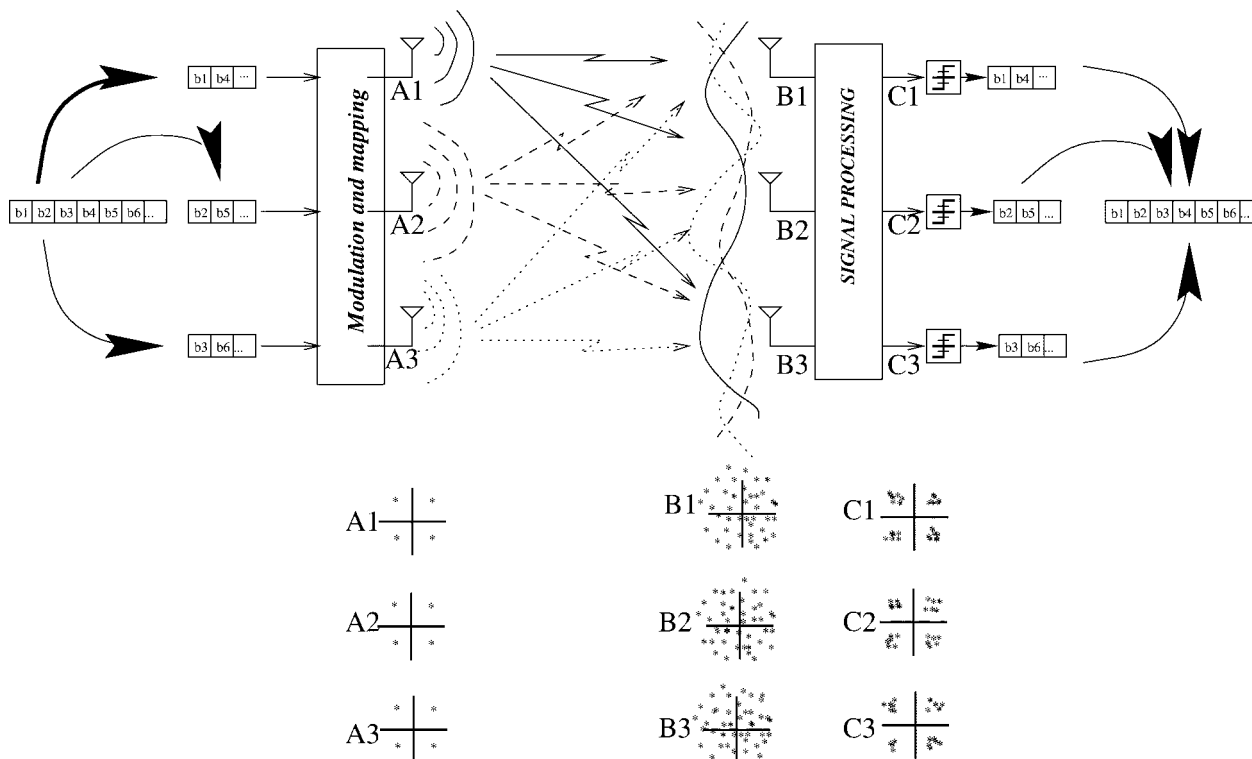 b1 b4 ...
A1
B1
C1
b1 b4 ...
b1 b2 b3 b4 b5 b6 ...
b2 b5 ...
Modulation and mapping
A2
B2
SIGNAL PROCESSING
C2
b2 b5 ...
b1 b2 b3 b4 b5 b6 ...
b3 b6 ...
A3
B3
C3
b3 b6 ...
A1
B1
C1
A2
B2
C2
A3
B3
C3